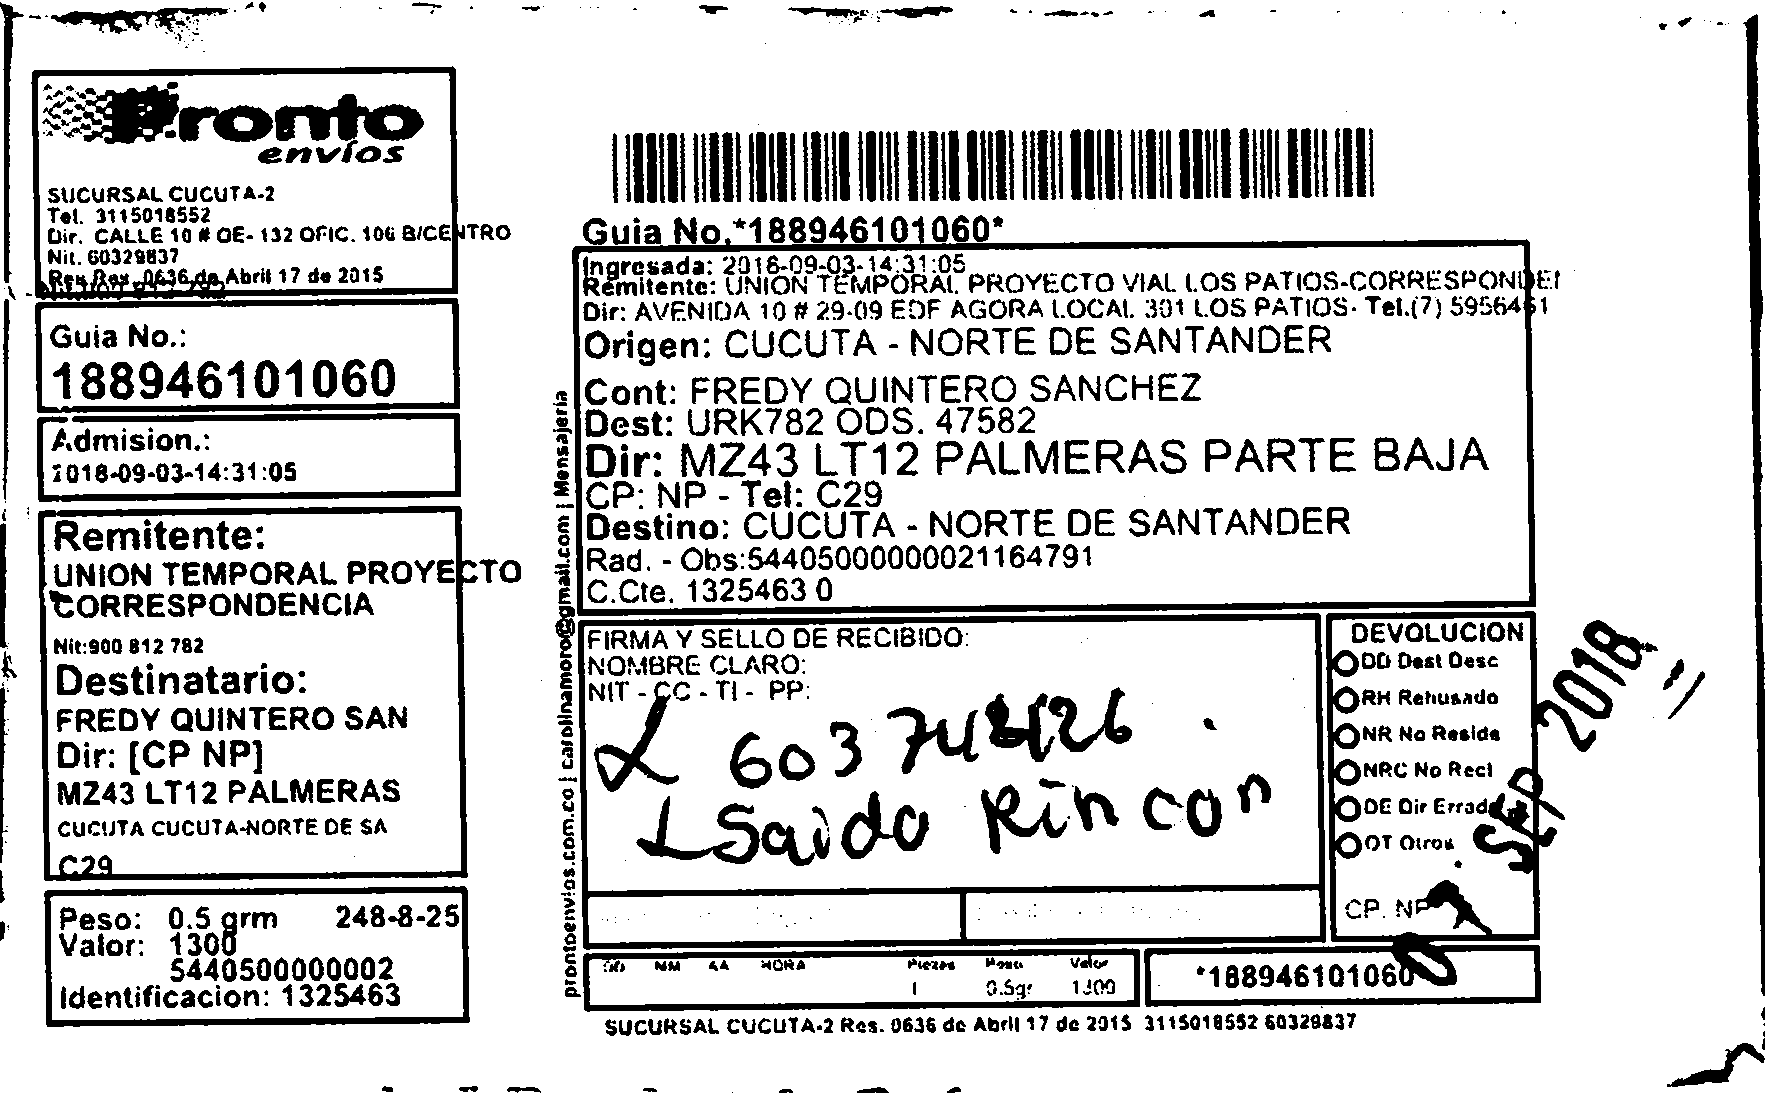 Pronto
envíos
SUCURSAL CUCUTA-2
Tel. 3115018552
Dir. CALLE 10 # OE- 132 OFIC. 106 B/CENTRO
Nit. 60329837
Res. 0636 de Abril 17 de 2015
Guia No.:
188946101060
Admision.:
2018-09-03-14:31:05
Remitente:
UNION TEMPORAL PROYECTO
CORRESPONDENCIA
Nit:900 812 782
Destinatario:
FREDY QUINTERO SAN
Dir: [CP NP]
MZ43 LT12 PALMERAS
CUCUTA CUCUTA-NORTE DE SA
C29
Peso: 0.5 grm 248-8-25
Valor: 1300
5440500000002
Identificacion: 1325463
prontoenvios.com.co | carolinamoro@gmail.com | Mensajeria
Guia No.*188946101060*
Ingresada: 2018-09-03-14:31:05
Remitente: UNION TEMPORAL PROYECTO VIAL LOS PATIOS-CORRESPONDEI
Dir: AVENIDA 10 # 29-09 EDF AGORA LOCAL 301 LOS PATIOS- Tel.(7) 5956451
Origen: CUCUTA - NORTE DE SANTANDER
Cont: FREDY QUINTERO SANCHEZ
Dest: URK782 ODS. 47582
Dir: MZ43 LT12 PALMERAS PARTE BAJA
CP: NP - Tel: C29
Destino: CUCUTA - NORTE DE SANTANDER
Rad. - Obs:54405000000021164791
C.Cte. 1325463 0
FIRMA Y SELLO DE RECIBIDO:
NOMBRE CLARO:
NIT - CC - TI - PP:
Saido Rincon
DEVOLUCION
DD Dest Desc
RH Rehusado
NR No Reside
NRC No Recl
DE Dir Errada
OT Otros
CP. NP
SEP 2018
DD MM AA HORA Piezas Peso Valor
1 0.5gr 1300
*188946101060
SUCURSAL CUCUTA-2 Res. 0636 de Abril 17 de 2015 3115018552 60329837